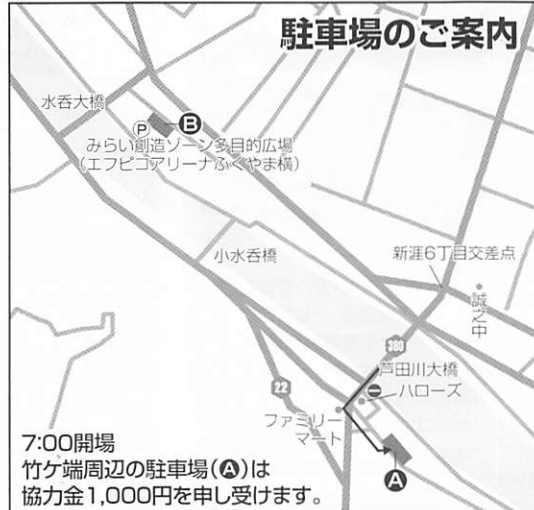 駐車場のご案内
水呑大橋
P
B
みらい創造ゾーン多目的広場
(エフピコアリーナふくやま横)
小水呑橋
新涯6丁目交差点
誠之中
380
芦田川大橋
ハローズ
22
ファミリー
マート
A
7:00開場
竹ケ端周辺の駐車場(A)は
協力金1,000円を申し受けます。